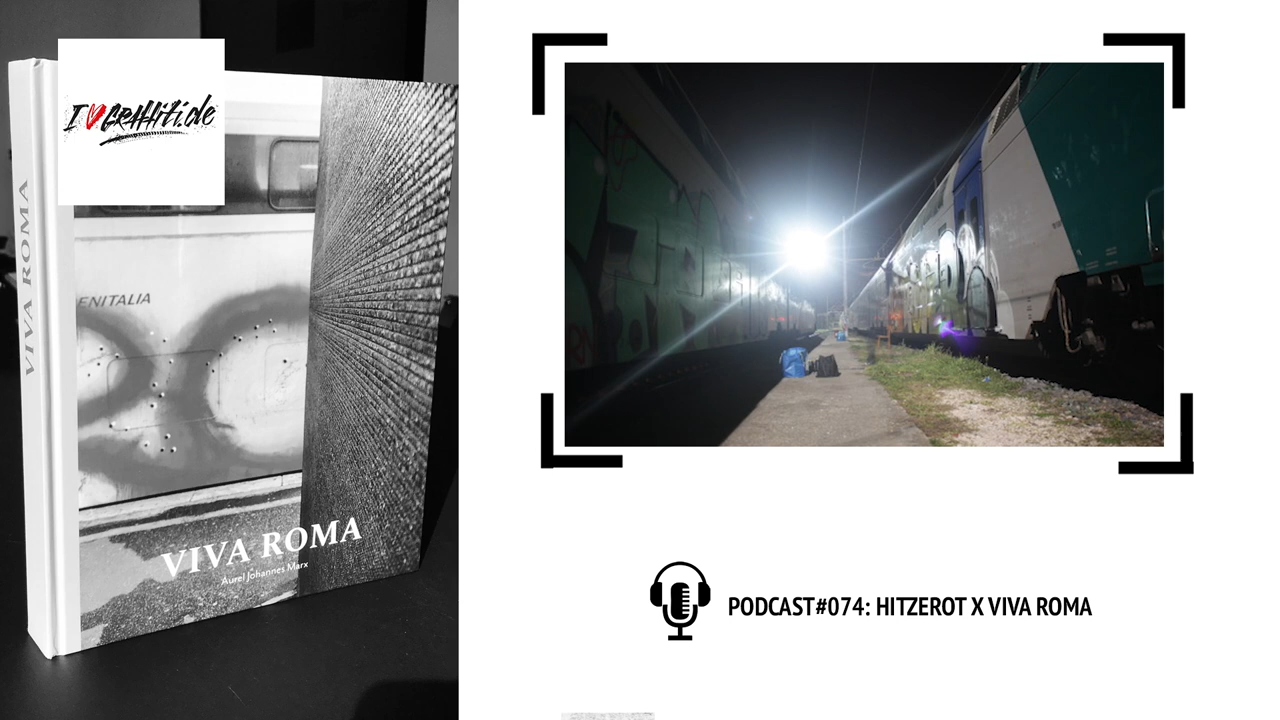 I ❤ GRAFFITI.de
VIVA ROMA
ENITALIA
VIVA ROMA
Aurel Johannes Marx
PODCAST#074: HITZEROT X VIVA ROMA